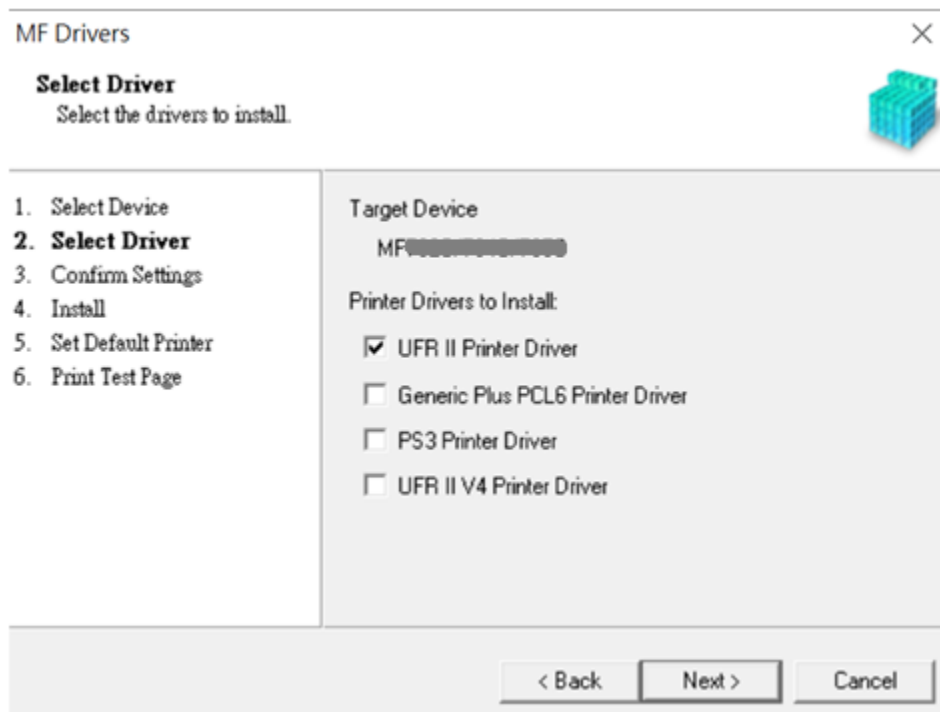 MF Drivers
Select Driver
Select the drivers to install.
1. Select Device
2. Select Driver
3. Confirm Settings
4. Install
5. Set Default Printer
6. Print Test Page
Target Device
MF
Printer Drivers to Install:
UFR II Printer Driver
Generic Plus PCL6 Printer Driver
PS3 Printer Driver
UFR II V4 Printer Driver
< Back
Next >
Cancel